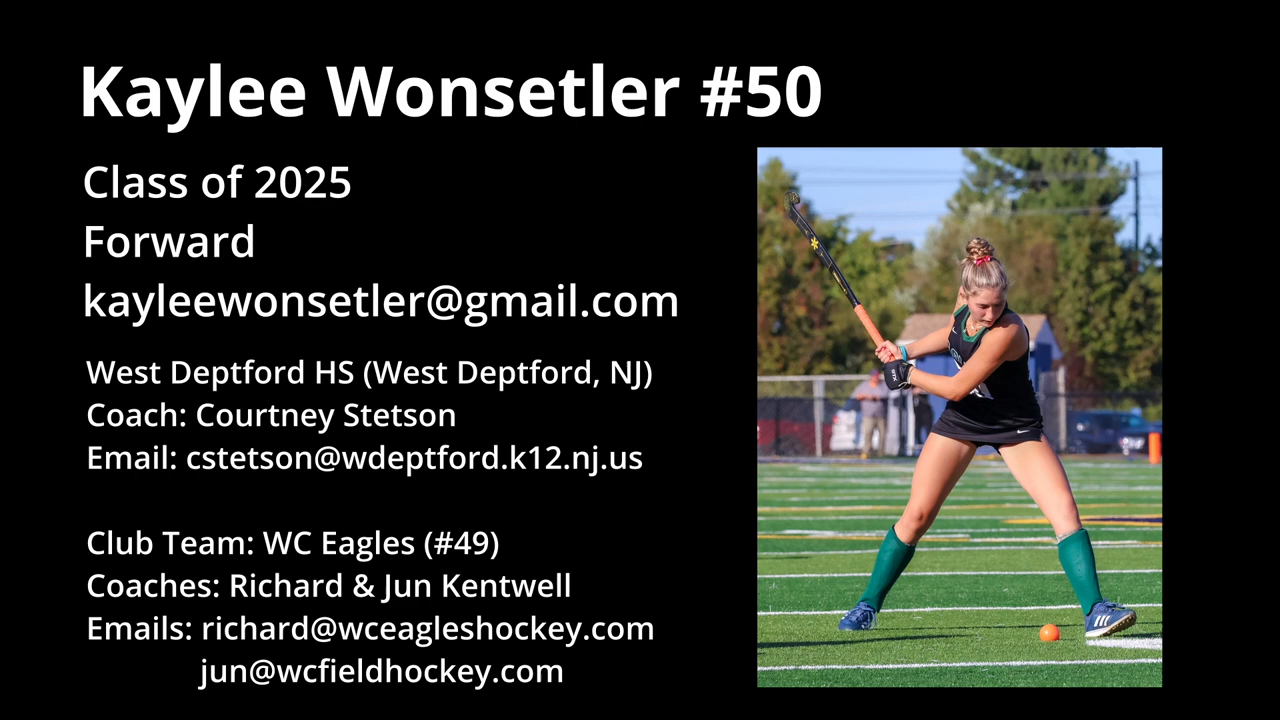 Kaylee Wonsetler #50
Class of 2025
Forward
kayleewonsetler@gmail.com
West Deptford HS (West Deptford, NJ)
Coach: Courtney Stetson
Email: cstetson@wdeptford.k12.nj.us
Club Team: WC Eagles (#49)
Coaches: Richard & Jun Kentwell
Emails: richard@wceagleshockey.com
jun@wcfieldhockey.com